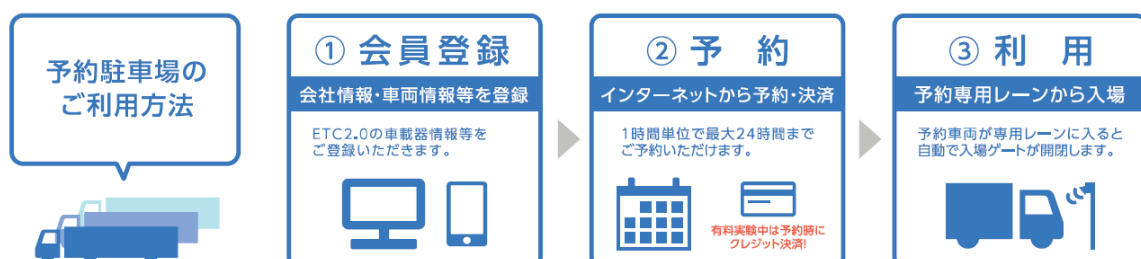 予約駐車場の
ご利用方法
① 会員登録
会社情報・車両情報等を登録
ETC2.0の車載器情報等を
ご登録いただきます。
② 予約
インターネットから予約・決済
1時間単位で最大24時間まで
ご予約いただけます。
有料実験中は予約時に
クレジット決済!
③ 利用
予約専用レーンから入場
予約車両が専用レーンに入ると
自動で入場ゲートが開閉します。